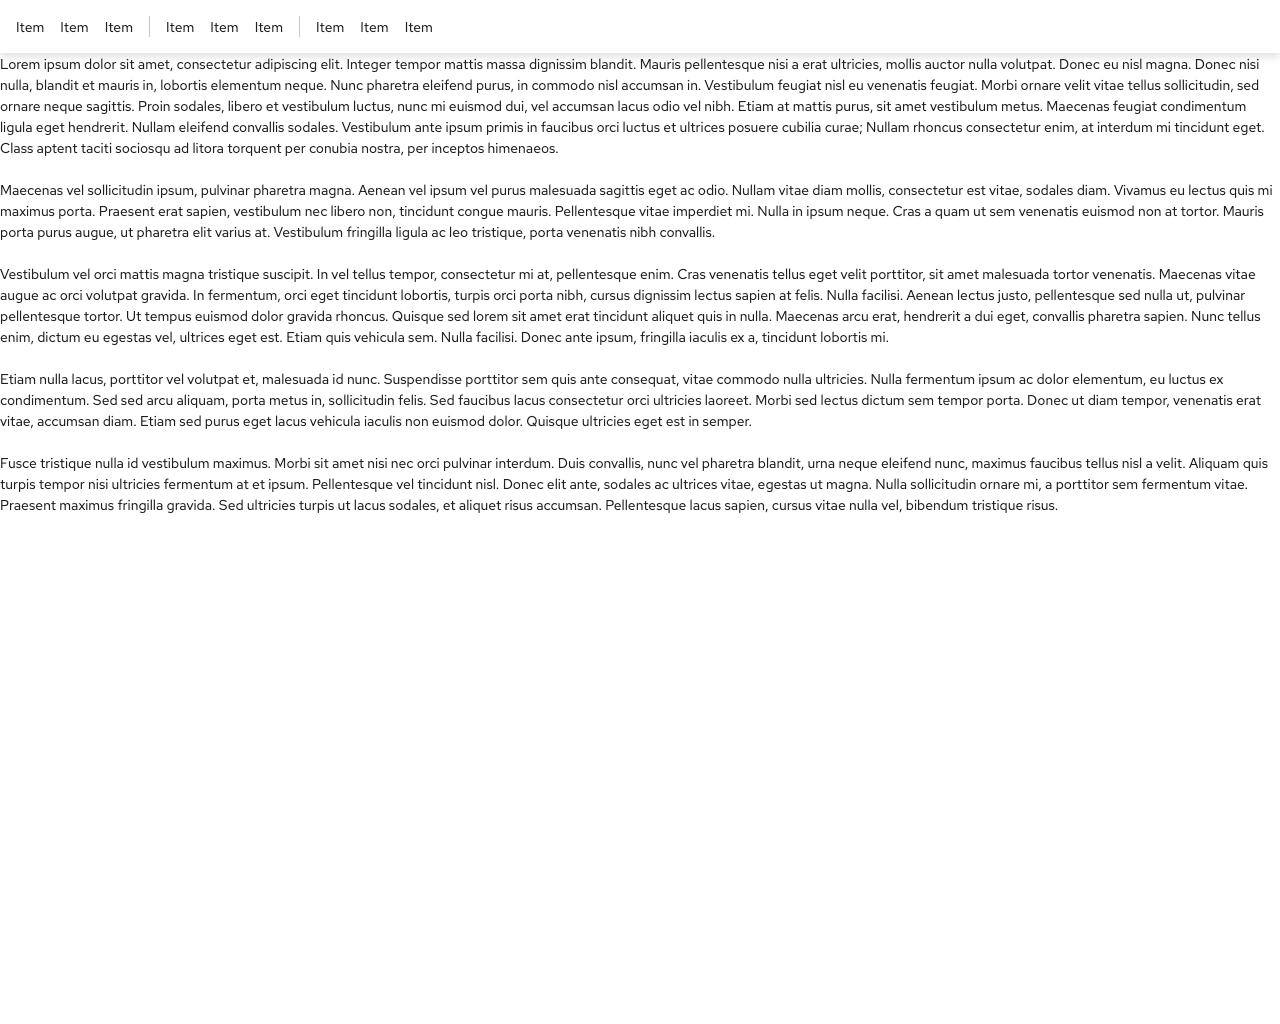 Item Item Item Item Item Item Item Item Item
Lorem ipsum dolor sit amet, consectetur adipiscing elit. Integer tempor mattis massa dignissim blandit. Mauris pellentesque nisi a erat ultricies, mollis auctor nulla volutpat. Donec eu nisl magna. Donec nisi
nulla, blandit et mauris in, lobortis elementum neque. Nunc pharetra eleifend purus, in commodo nisl accumsan in. Vestibulum feugiat nisl eu venenatis feugiat. Morbi ornare velit vitae tellus sollicitudin, sed
ornare neque sagittis. Proin sodales, libero et vestibulum luctus, nunc mi euismod dui, vel accumsan lacus odio vel nibh. Etiam at mattis purus, sit amet vestibulum metus. Maecenas feugiat condimentum
ligula eget hendrerit. Nullam eleifend convallis sodales. Vestibulum ante ipsum primis in faucibus orci luctus et ultrices posuere cubilia curae; Nullam rhoncus consectetur enim, at interdum mi tincidunt eget.
Class aptent taciti sociosqu ad litora torquent per conubia nostra, per inceptos himenaeos.
Maecenas vel sollicitudin ipsum, pulvinar pharetra magna. Aenean vel ipsum vel purus malesuada sagittis eget ac odio. Nullam vitae diam mollis, consectetur est vitae, sodales diam. Vivamus eu lectus quis mi
maximus porta. Praesent erat sapien, vestibulum nec libero non, tincidunt congue mauris. Pellentesque vitae imperdiet mi. Nulla in ipsum neque. Cras a quam ut sem venenatis euismod non at tortor. Mauris
porta purus augue, ut pharetra elit varius at. Vestibulum fringilla ligula ac leo tristique, porta venenatis nibh convallis.
Vestibulum vel orci mattis magna tristique suscipit. In vel tellus tempor, consectetur mi at, pellentesque enim. Cras venenatis tellus eget velit porttitor, sit amet malesuada tortor venenatis. Maecenas vitae
augue ac orci volutpat gravida. In fermentum, orci eget tincidunt lobortis, turpis orci porta nibh, cursus dignissim lectus sapien at felis. Nulla facilisi. Aenean lectus justo, pellentesque sed nulla ut, pulvinar
pellentesque tortor. Ut tempus euismod dolor gravida rhoncus. Quisque sed lorem sit amet erat tincidunt aliquet quis in nulla. Maecenas arcu erat, hendrerit a dui eget, convallis pharetra sapien. Nunc tellus
enim, dictum eu egestas vel, ultrices eget est. Etiam quis vehicula sem. Nulla facilisi. Donec ante ipsum, fringilla iaculis ex a, tincidunt lobortis mi.
Etiam nulla lacus, porttitor vel volutpat et, malesuada id nunc. Suspendisse porttitor sem quis ante consequat, vitae commodo nulla ultricies. Nulla fermentum ipsum ac dolor elementum, eu luctus ex
condimentum. Sed sed arcu aliquam, porta metus in, sollicitudin felis. Sed faucibus lacus consectetur orci ultricies laoreet. Morbi sed lectus dictum sem tempor porta. Donec ut diam tempor, venenatis erat
vitae, accumsan diam. Etiam sed purus eget lacus vehicula iaculis non euismod dolor. Quisque ultricies eget est in semper.
Fusce tristique nulla id vestibulum maximus. Morbi sit amet nisi nec orci pulvinar interdum. Duis convallis, nunc vel pharetra blandit, urna neque eleifend nunc, maximus faucibus tellus nisl a velit. Aliquam quis
turpis tempor nisi ultricies fermentum at et ipsum. Pellentesque vel tincidunt nisl. Donec elit ante, sodales ac ultrices vitae, egestas ut magna. Nulla sollicitudin ornare mi, a porttitor sem fermentum vitae.
Praesent maximus fringilla gravida. Sed ultricies turpis ut lacus sodales, et aliquet risus accumsan. Pellentesque lacus sapien, cursus vitae nulla vel, bibendum tristique risus.